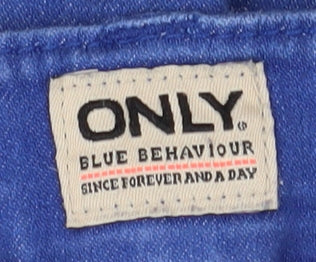 ONLY®
BLUE BEHAVIOUR
SINCE FOREVER AND A DAY